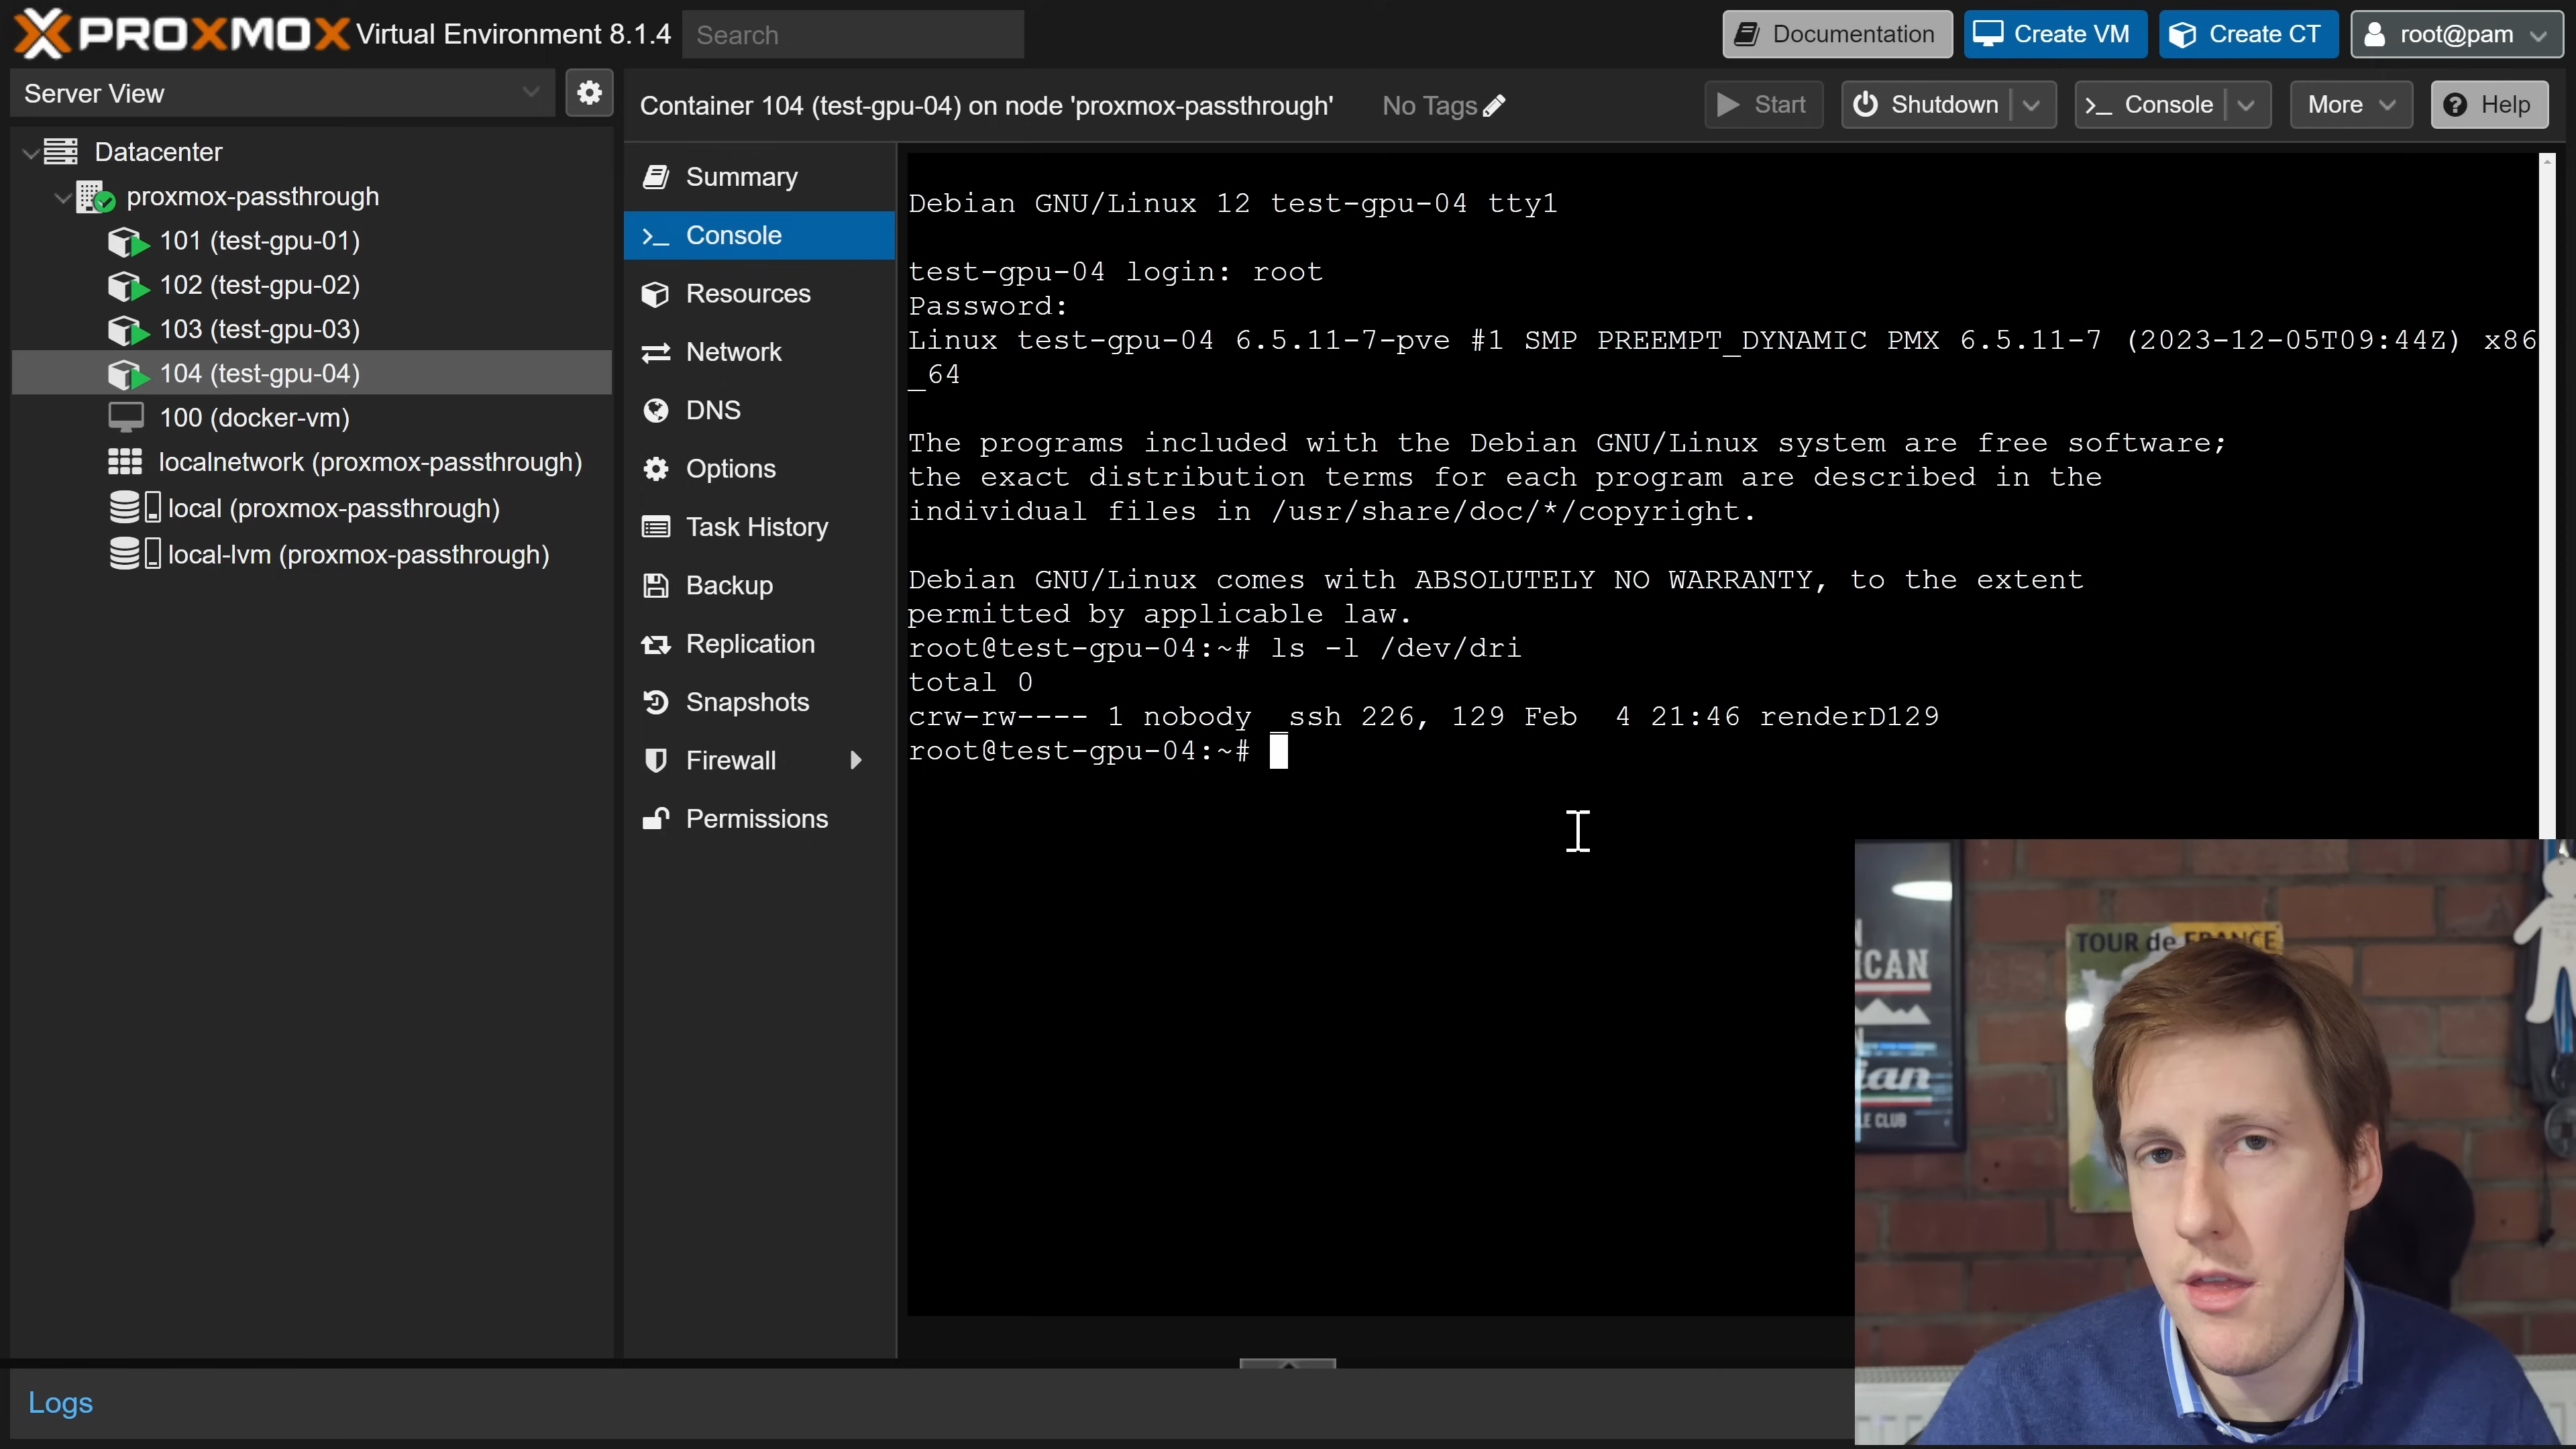 PROXMOX Virtual Environment 8.1.4 Search Documentation Create VM Create CT root@pam
Server View
Container 104 (test-gpu-04) on node 'proxmox-passthrough' No Tags Start Shutdown Console More Help
Datacenter
proxmox-passthrough
101 (test-gpu-01)
102 (test-gpu-02)
103 (test-gpu-03)
104 (test-gpu-04)
100 (docker-vm)
localnetwork (proxmox-passthrough)
local (proxmox-passthrough)
local-lvm (proxmox-passthrough)
Summary
Console
Resources
Network
DNS
Options
Task History
Backup
Replication
Snapshots
Firewall
Permissions
Debian GNU/Linux 12 test-gpu-04 tty1
test-gpu-04 login: root
Password:
Linux test-gpu-04 6.5.11-7-pve #1 SMP PREEMPT_DYNAMIC PMX 6.5.11-7 (2023-12-05T09:44Z) x86
_64
The programs included with the Debian GNU/Linux system are free software;
the exact distribution terms for each program are described in the
individual files in /usr/share/doc/*/copyright.
Debian GNU/Linux comes with ABSOLUTELY NO WARRANTY, to the extent
permitted by applicable law.
root@test-gpu-04:~# ls -l /dev/dri
total 0
crw-rw---- 1 nobody _ssh 226, 129 Feb  4 21:46 renderD129
root@test-gpu-04:~#
TOUR de FRANCE
ICAN
ian
LE CLUB
Logs